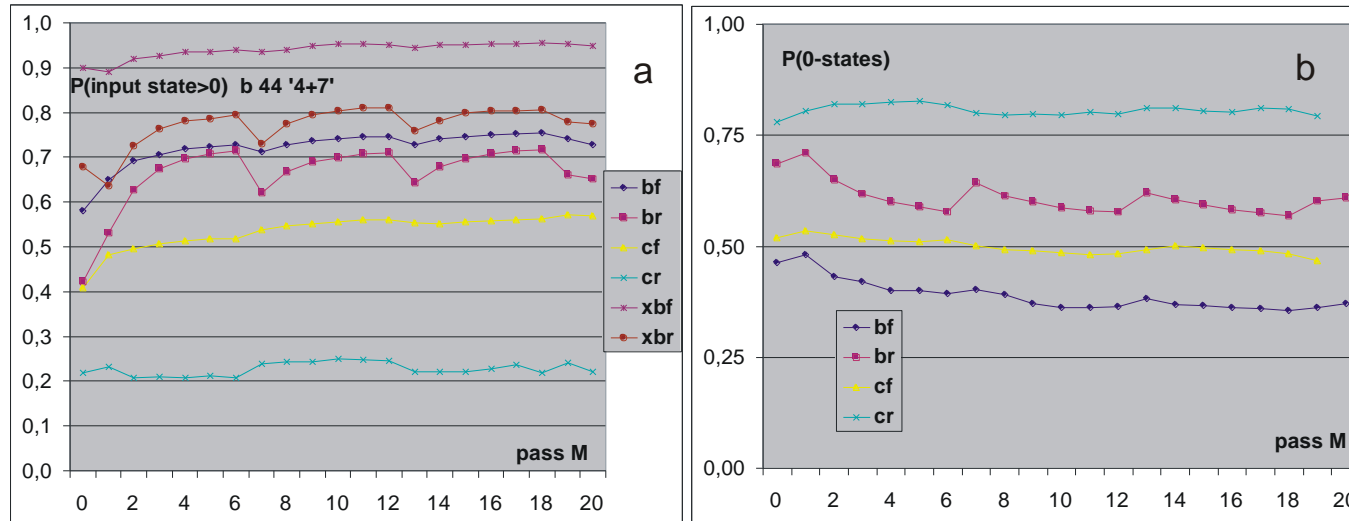 1,0
0,9
0,8
0,7
0,6
0,5
0,4
0,3
0,2
0,1
0,0
P(input state>0) b 44 '4+7'
a
bf
br
cf
cr
xbf
xbr
pass M
0 2 4 6 8 10 12 14 16 18 20
1,00
0,75
0,50
0,25
0,00
P(0-states)
b
bf
br
cf
cr
pass M
0 2 4 6 8 10 12 14 16 18 20